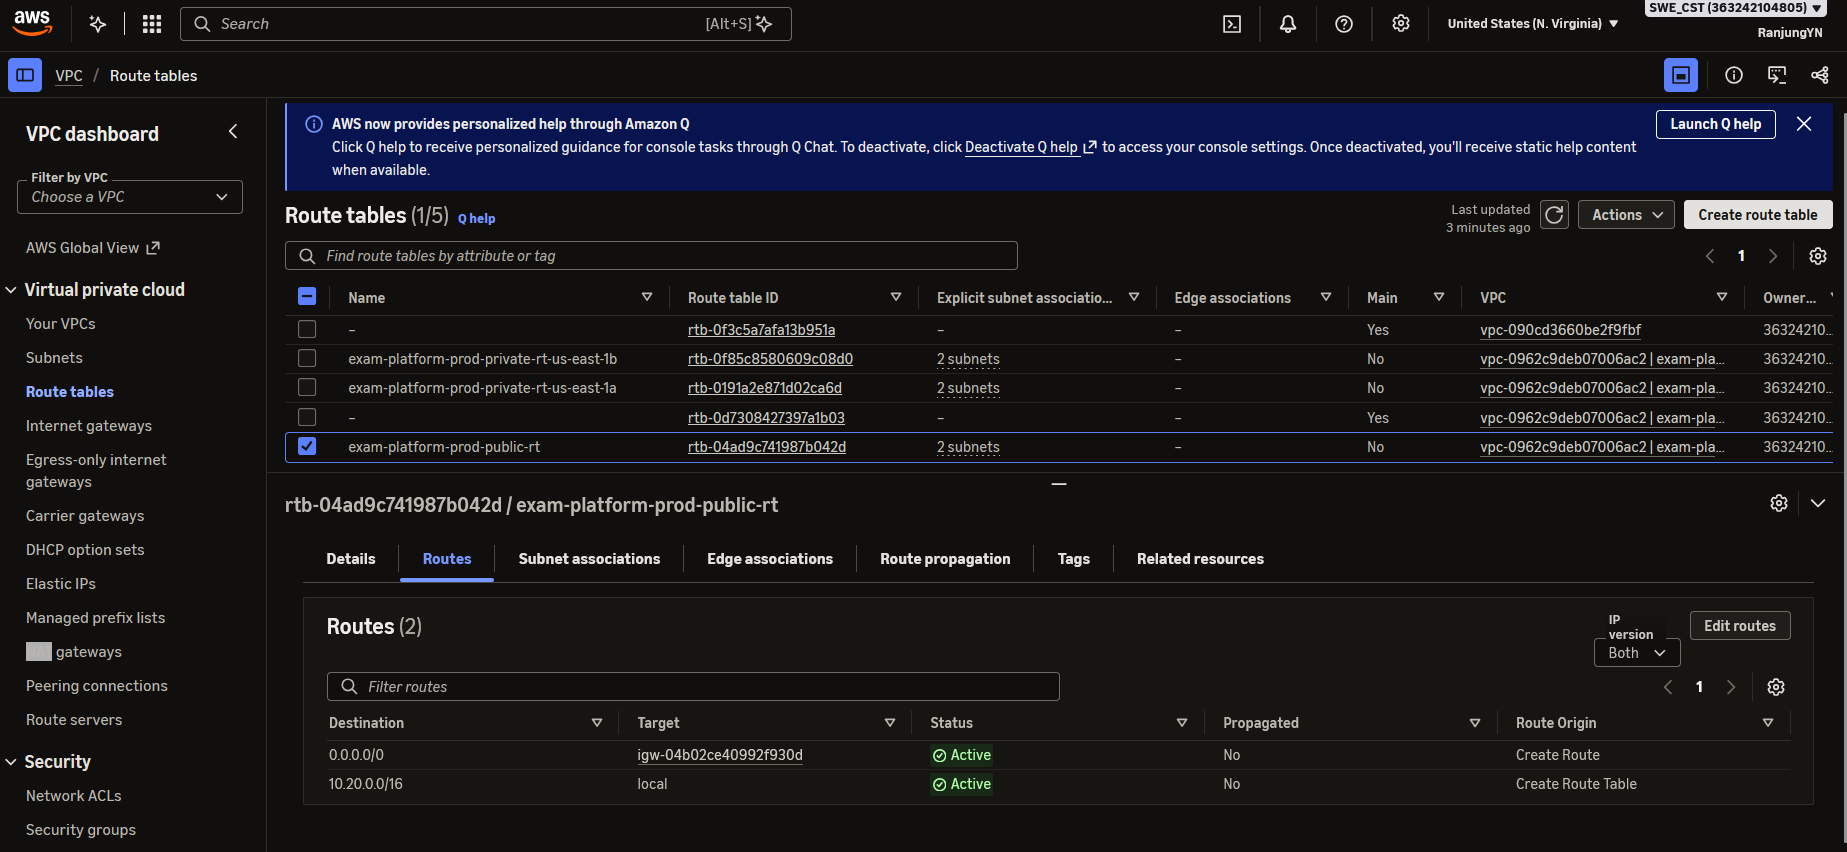 aws
Search
[Alt+S]
United States (N. Virginia)
SWE_CST (363242104805)
RanjungYN
VPC / Route tables
VPC dashboard
Filter by VPC
Choose a VPC
AWS Global View
Virtual private cloud
Your VPCs
Subnets
Route tables
Internet gateways
Egress-only internet
gateways
Carrier gateways
DHCP option sets
Elastic IPs
Managed prefix lists
gateways
Peering connections
Route servers
Security
Network ACLs
Security groups
AWS now provides personalized help through Amazon Q
Click Q help to receive personalized guidance for console tasks through Q Chat. To deactivate, click Deactivate Q help to access your console settings. Once deactivated, you'll receive static help content
when available.
Launch Q help
Route tables (1/5) Q help
Last updated
3 minutes ago
Actions
Create route table
Find route tables by attribute or tag
1
Name Route table ID Explicit subnet associatio... Edge associations Main VPC Owner...
– rtb-0f3c5a7afa13b951a – – Yes vpc-090cd3660be2f9fbf 36324210...
exam-platform-prod-private-rt-us-east-1b rtb-0f85c8580609c08d0 2 subnets – No vpc-0962c9deb07006ac2 | exam-pla... 36324210...
exam-platform-prod-private-rt-us-east-1a rtb-0191a2e871d02ca6d 2 subnets – No vpc-0962c9deb07006ac2 | exam-pla... 36324210...
– rtb-0d7308427397a1b03 – – Yes vpc-0962c9deb07006ac2 | exam-pla... 36324210...
exam-platform-prod-public-rt rtb-04ad9c741987b042d 2 subnets – No vpc-0962c9deb07006ac2 | exam-pla... 36324210...
rtb-04ad9c741987b042d / exam-platform-prod-public-rt
Details Routes Subnet associations Edge associations Route propagation Tags Related resources
Routes (2)
IP
version
Both
Edit routes
Filter routes
1
Destination Target Status Propagated Route Origin
0.0.0.0/0 igw-04b02ce40992f930d Active No Create Route
10.20.0.0/16 local Active No Create Route Table